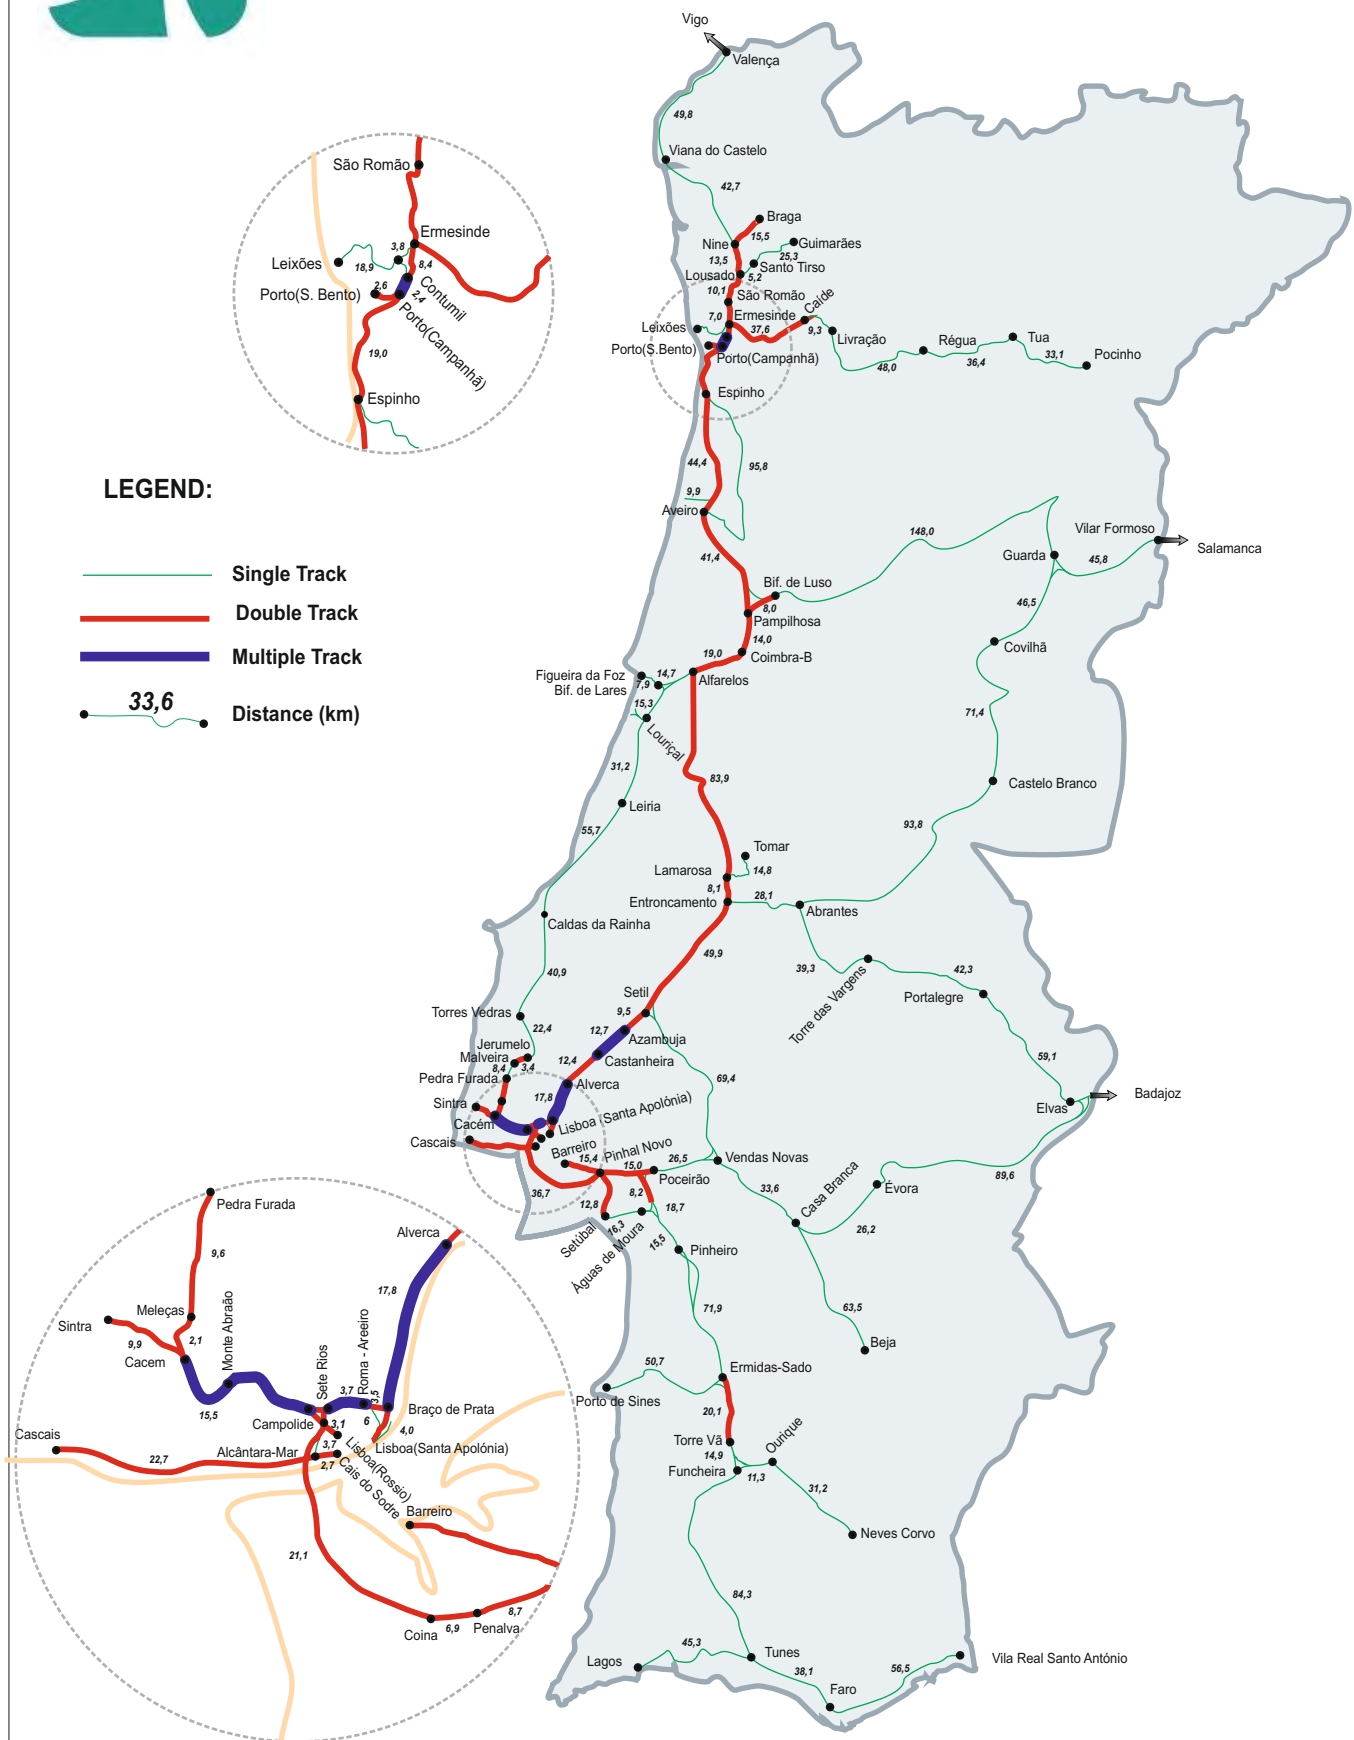 Vigo
Valença
49,8
Viana do Castelo
42,7
Braga
15,5
Nine
Guimarães
25,3
13,5
Santo Tirso
Lousado
5,2
10,1
São Romão
7,0
Ermesinde
Caíde
Leixões
37,6
9,3
Livração
Porto(S.Bento)
Porto(Campanhã)
48,0
Régua
36,4
Tua
33,1
Pocinho
Espinho
São Romão
Ermesinde
3,8
Leixões
18,9
8,4
Contumil
2,6
Porto(S. Bento)
2,4
Porto(Campanhã)
19,0
Espinho
LEGEND:
Single Track
Double Track
Multiple Track
33,6
Distance (km)
44,4
95,8
9,9
Aveiro
41,4
148,0
Vilar Formoso
Salamanca
Guarda
45,8
Bif. de Luso
8,0
Pampilhosa
46,5
14,0
Coimbra-B
Covilhã
19,0
Figueira da Foz
14,7
Alfarelos
7,9
Bif. de Lares
15,3
Louriçal
71,4
31,2
83,9
Castelo Branco
Leiria
93,8
55,7
Tomar
Lamarosa
14,8
8,1
Entroncamento
28,1
Abrantes
Caldas da Rainha
49,9
39,3
Torre das Vargens
42,3
Portalegre
40,9
Setil
9,5
Torres Vedras
22,4
12,7
Azambuja
Jerumelo
Malveira
3,4
8,4
12,4
Castanheira
59,1
Pedra Furada
Alverca
69,4
17,8
Elvas
Badajoz
Sintra
Cacém
Lisboa (Santa Apolónia)
Cascais
Barreiro
15,4
Pinhal Novo
15,0
26,5
Vendas Novas
Poceirão
36,7
12,8
8,2
18,7
33,6
Casa Branca
Évora
89,6
26,2
Setúbal
16,3
Àguas de Moura
15,5
Pinheiro
71,9
63,5
Beja
50,7
Ermidas-Sado
Porto de Sines
20,1
Torre Vã
Ourique
14,9
Funcheira
11,3
31,2
Neves Corvo
84,3
45,3
Tunes
Lagos
38,1
56,5
Vila Real Santo António
Faro
Pedra Furada
Alverca
9,6
17,8
Meleças
Sintra
2,1
9,9
Cacem
Monte Abraão
Sete Rios
Roma - Areeiro
3,7
3,5
15,5
Braço de Prata
Campolide
3,1
6
4,0
Cascais
Alcântara-Mar
3,7
Lisboa(Santa Apolónia)
22,7
2,7
Lisboa(Rossio)
Cais do Sodre
Barreiro
21,1
8,7
Coina
6,9
Penalva